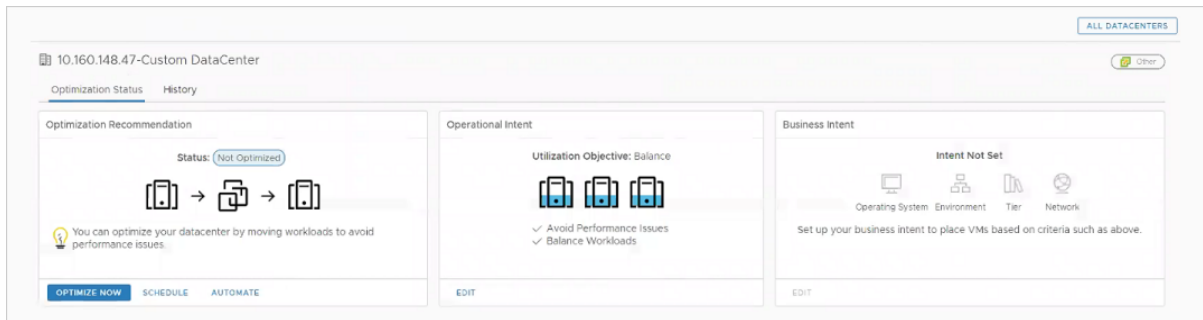 ALL DATACENTERS
10.160.148.47-Custom DataCenter
Other
Optimization Status History
Optimization Recommendation
Status: Not Optimized
You can optimize your datacenter by moving workloads to avoid
performance issues.
OPTIMIZE NOW SCHEDULE AUTOMATE
Operational Intent
Utilization Objective: Balance
Avoid Performance Issues
Balance Workloads
EDIT
Business Intent
Intent Not Set
Operating System Environment Tier Network
Set up your business intent to place VMs based on criteria such as above.
EDIT